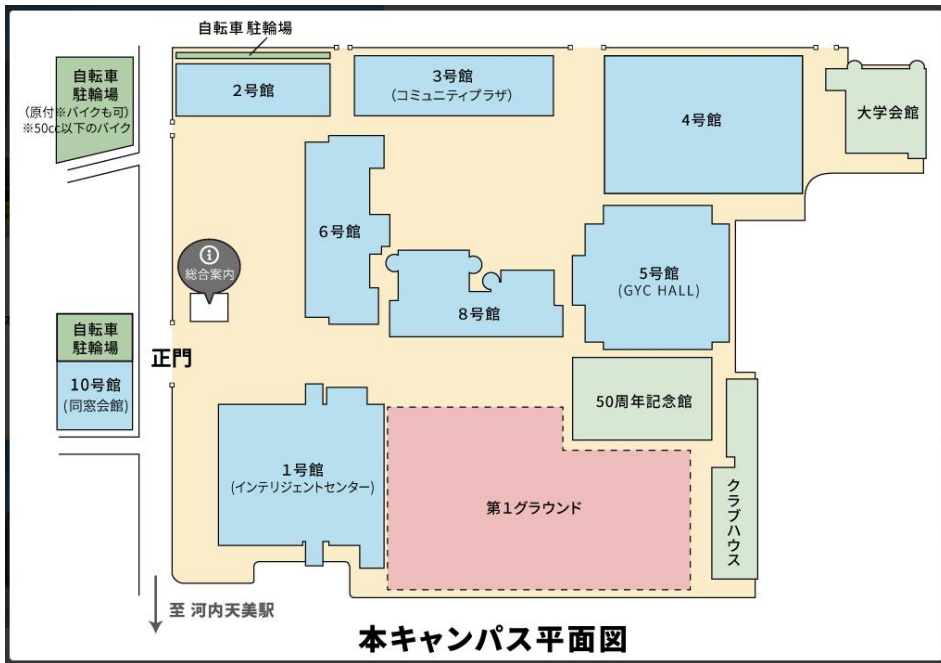 自転車 駐輪場
自転車
駐輪場
(原付※バイクも可)
※50cc以下のバイク
2号館
3号館
(コミュニティプラザ)
4号館
大学会館
6号館
総合案内
8号館
5号館
(GYC HALL)
自転車
駐輪場
正門
10号館
(同窓会館)
50周年記念館
1号館
(インテリジェントセンター)
第1グラウンド
クラブハウス
至 河内天美駅
本キャンパス平面図